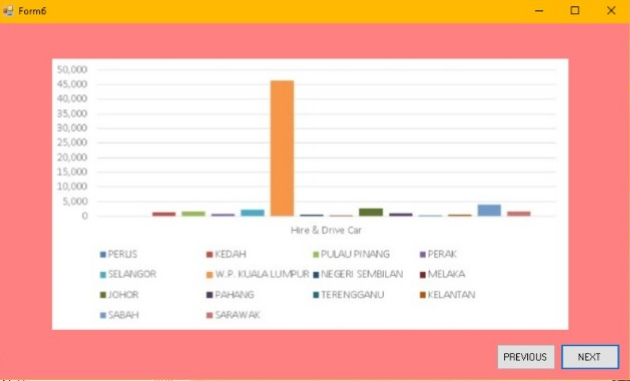 Form6
50,000
45,000
40,000
35,000
30,000
25,000
20,000
15,000
10,000
5,000
0
Hire & Drive Car
PERLIS KEDAH PULAU PINANG PERAK
SELANGOR W.P. KUALA LUMPUR NEGERI SEMBILAN MELAKA
JOHOR PAHANG TERENGGANU KELANTAN
SABAH SARAWAK
PREVIOUS NEXT